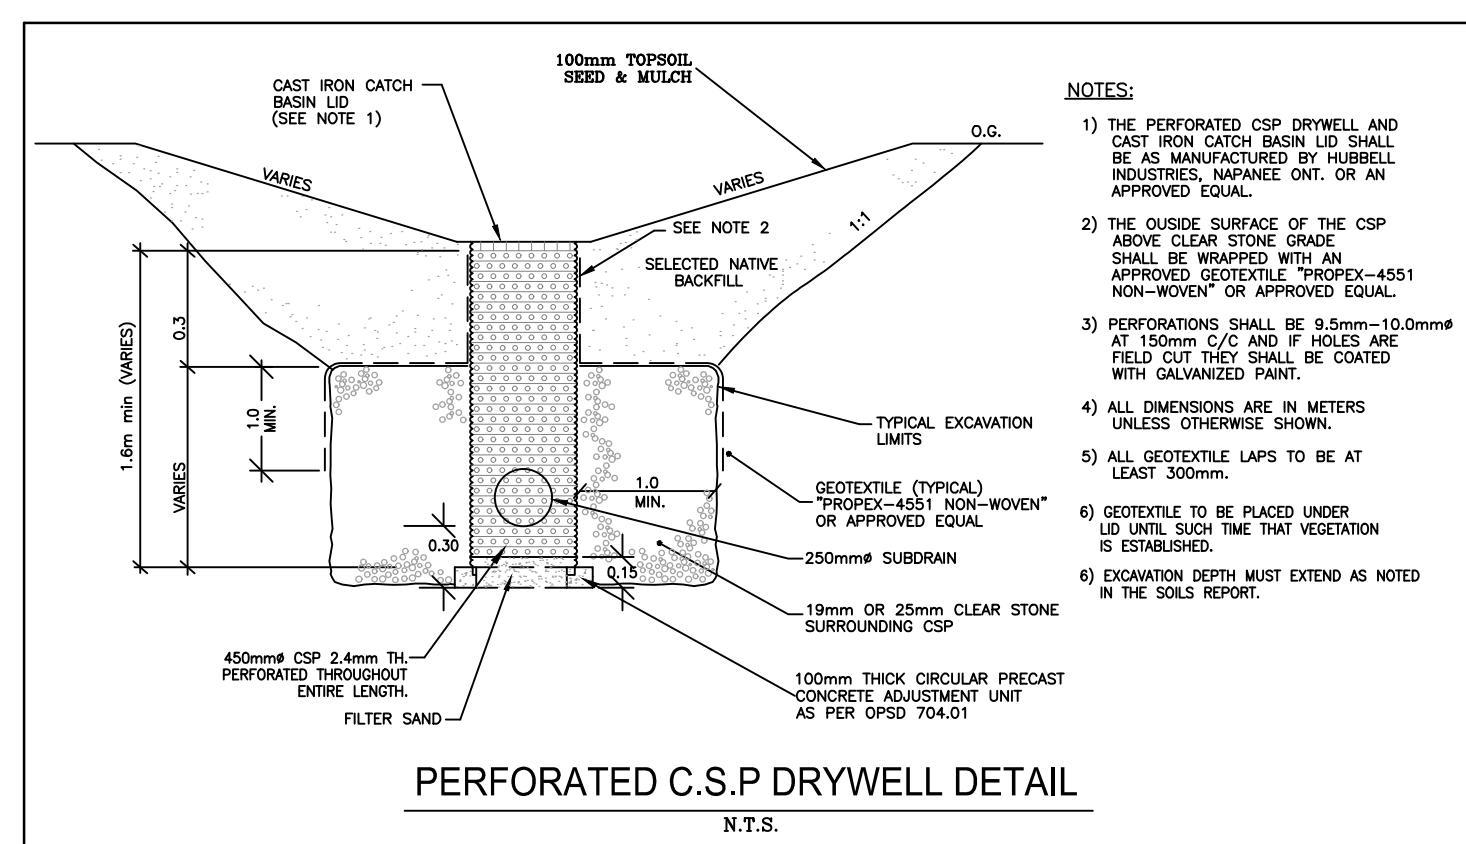 100mm TOPSOIL
SEED & MULCH
CAST IRON CATCH
BASIN LID
(SEE NOTE 1)
O.G.
VARIES
VARIES
1:1
SEE NOTE 2
SELECTED NATIVE
BACKFILL
1.6m min (VARIES)
0.3
1.0
MIN.
VARIES
TYPICAL EXCAVATION
LIMITS
1.0
MIN.
GEOTEXTILE (TYPICAL)
"PROPEX-4551 NON-WOVEN"
OR APPROVED EQUAL
0.30
250mmø SUBDRAIN
0.15
19mm OR 25mm CLEAR STONE
SURROUNDING CSP
450mmø CSP 2.4mm TH.
PERFORATED THROUGHOUT
ENTIRE LENGTH.
FILTER SAND
100mm THICK CIRCULAR PRECAST
CONCRETE ADJUSTMENT UNIT
AS PER OPSD 704.01
NOTES:
1) THE PERFORATED CSP DRYWELL AND
CAST IRON CATCH BASIN LID SHALL
BE AS MANUFACTURED BY HUBBELL
INDUSTRIES, NAPANEE ONT. OR AN
APPROVED EQUAL.
2) THE OUSIDE SURFACE OF THE CSP
ABOVE CLEAR STONE GRADE
SHALL BE WRAPPED WITH AN
APPROVED GEOTEXTILE "PROPEX-4551
NON-WOVEN" OR APPROVED EQUAL.
3) PERFORATIONS SHALL BE 9.5mm-10.0mmø
AT 150mm C/C AND IF HOLES ARE
FIELD CUT THEY SHALL BE COATED
WITH GALVANIZED PAINT.
4) ALL DIMENSIONS ARE IN METERS
UNLESS OTHERWISE SHOWN.
5) ALL GEOTEXTILE LAPS TO BE AT
LEAST 300mm.
6) GEOTEXTILE TO BE PLACED UNDER
LID UNTIL SUCH TIME THAT VEGETATION
IS ESTABLISHED.
6) EXCAVATION DEPTH MUST EXTEND AS NOTED
IN THE SOILS REPORT.
PERFORATED C.S.P DRYWELL DETAIL
N.T.S.